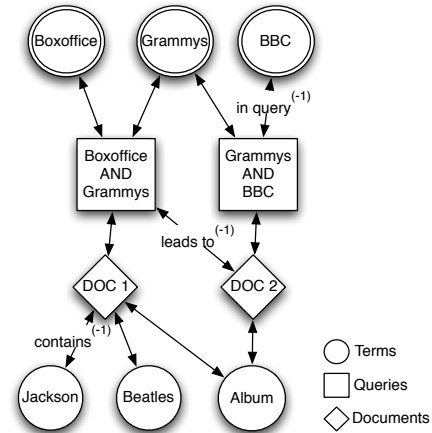 Boxoffice
Grammys
BBC
in query(-1)
Boxoffice
AND
Grammys
Grammys
AND
BBC
leads to(-1)
DOC 1
DOC 2
contains(-1)
Jackson
Beatles
Album
Terms
Queries
Documents